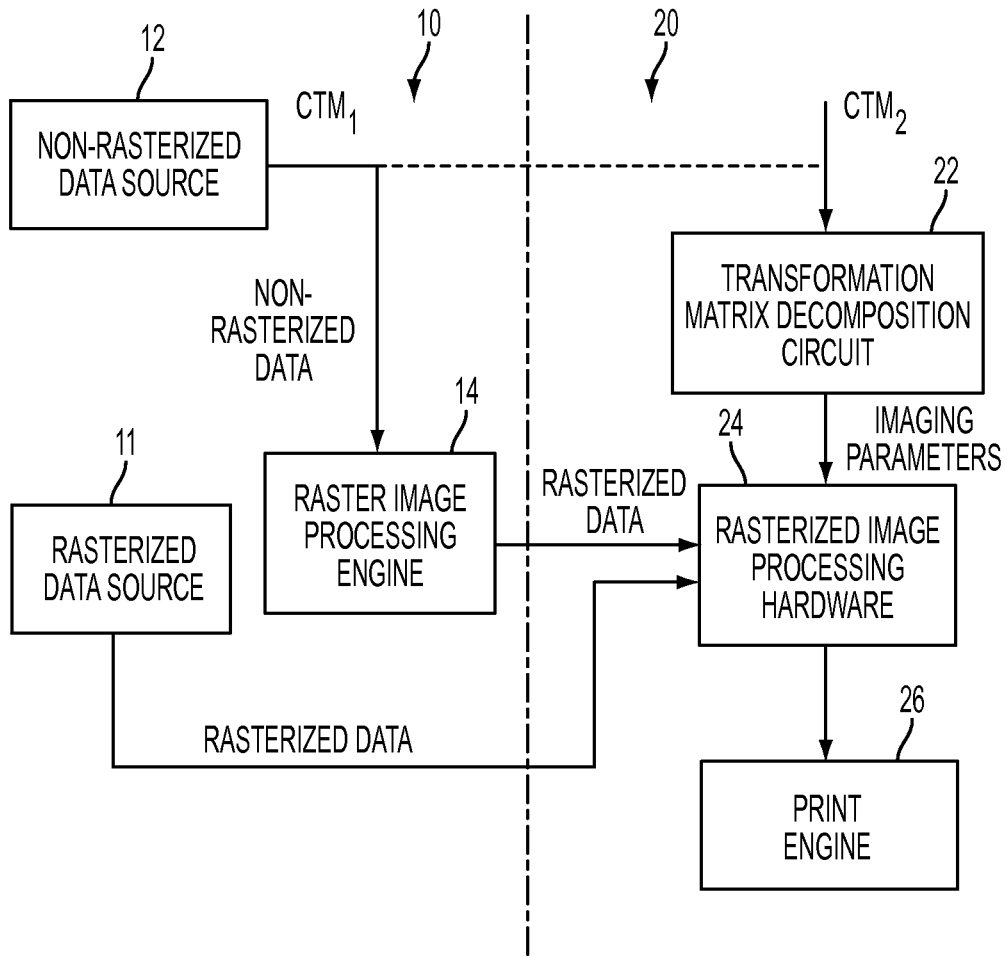 12
10
20
CTM1
CTM2
NON-RASTERIZED
DATA SOURCE
22
TRANSFORMATION
MATRIX DECOMPOSITION
CIRCUIT
NON-
RASTERIZED
DATA
IMAGING
PARAMETERS
14
24
11
RASTER IMAGE
PROCESSING
ENGINE
RASTERIZED
DATA
RASTERIZED IMAGE
PROCESSING
HARDWARE
RASTERIZED
DATA SOURCE
RASTERIZED DATA
26
PRINT
ENGINE